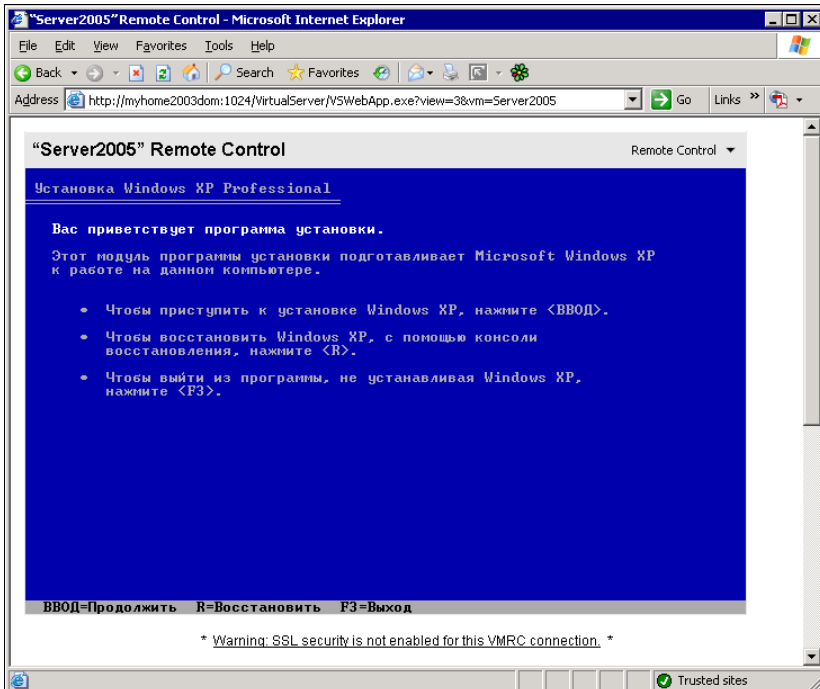 “Server2005”Remote Control - Microsoft Internet Explorer
File Edit View Favorites Tools Help
Back Search Favorites
Address http://myhome2003dom:1024/VirtualServer/VSWebApp.exe?view=3&vm=Server2005 Go Links »
“Server2005” Remote Control Remote Control
Установка Windows XP Professional
Вас приветствует программа установки.
Этот модуль программы установки подготавливает Microsoft Windows XP
к работе на данном компьютере.
• Чтобы приступить к установке Windows XP, нажмите <ВВОД>.
• Чтобы восстановить Windows XP, с помощью консоли
восстановления, нажмите <R>.
• Чтобы выйти из программы, не устанавливая Windows XP,
нажмите <F3>.
ВВОД=Продолжить R=Восстановить F3=Выход
* Warning: SSL security is not enabled for this VMRC connection. *
Trusted sites